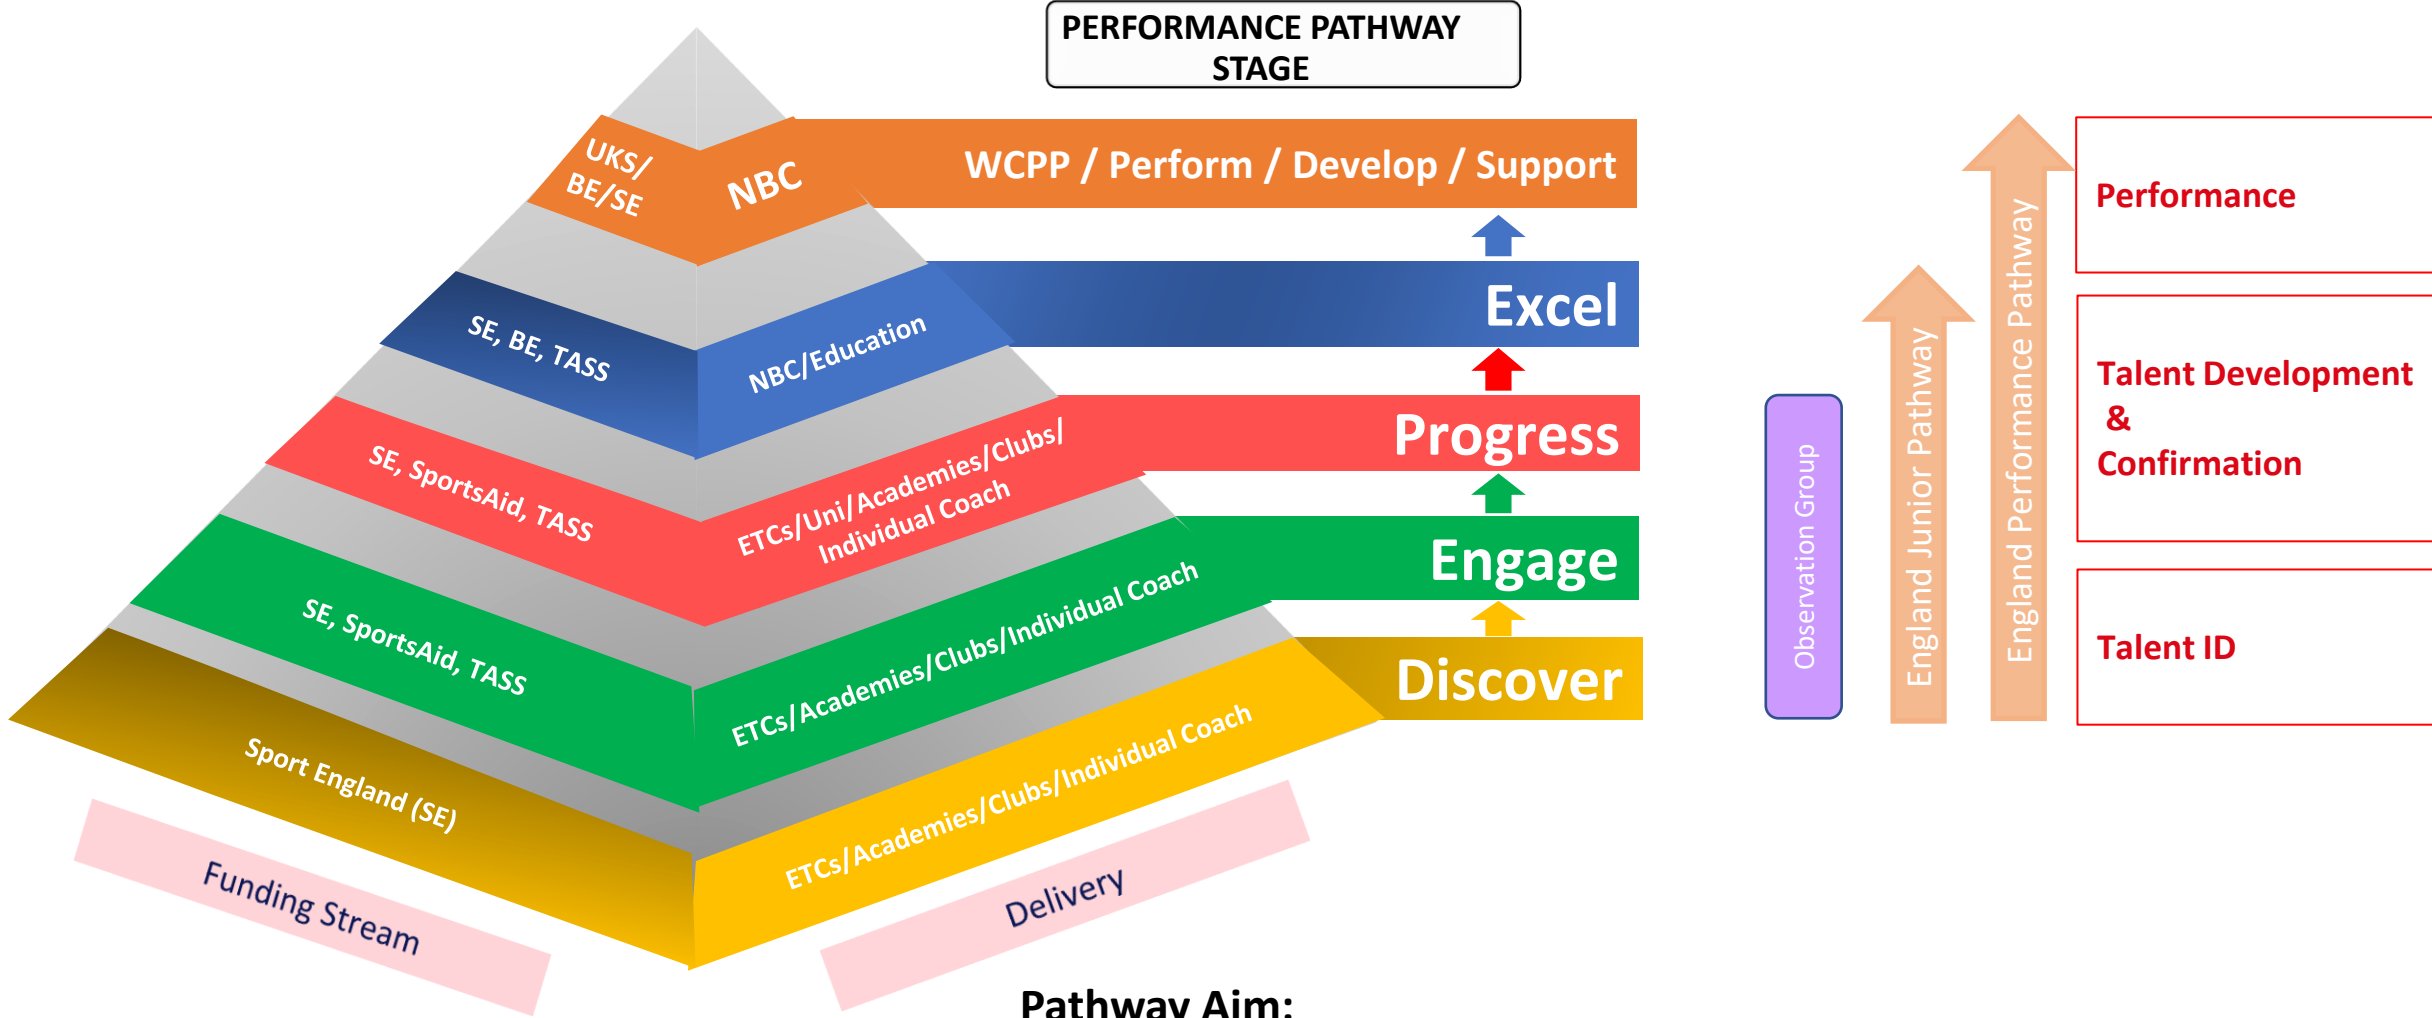 PERFORMANCE PATHWAY
STAGE
UKS/
BE/SE
NBC
WCPP / Perform / Develop / Support
SE, BE, TASS
NBC/Education
Excel
SE, SportsAid, TASS
ETCs/Uni/Academies/Clubs/
Individual Coach
Progress
SE, SportsAid, TASS
ETCs/Academies/Clubs/Individual Coach
Engage
Sport England (SE)
ETCs/Academies/Clubs/Individual Coach
Discover
Funding Stream
Delivery
Observation Group
England Junior Pathway
England Performance Pathway
Performance
Talent Development
&
Confirmation
Talent ID
Pathway Aim: